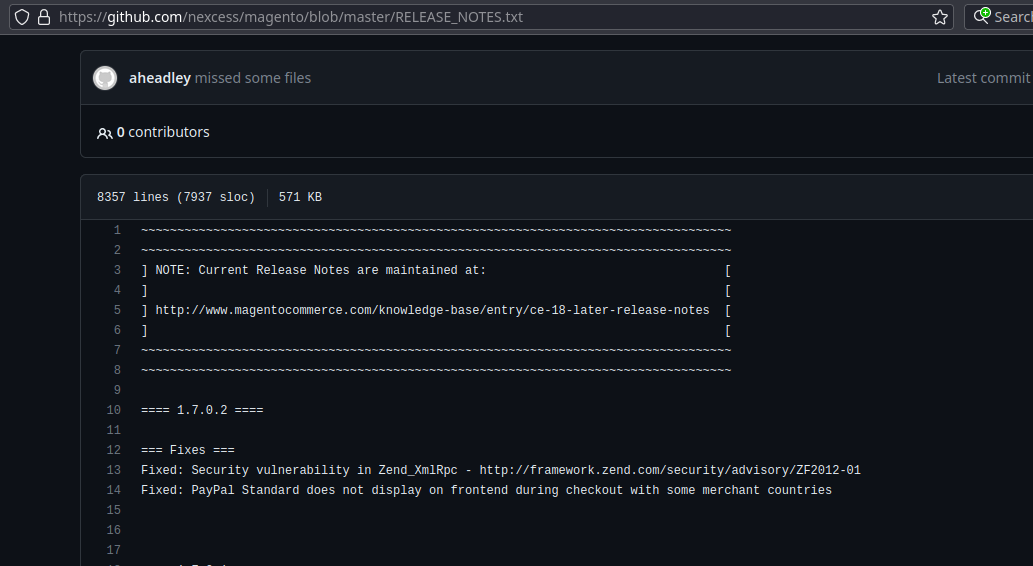 https://github.com/nexcess/magento/blob/master/RELEASE_NOTES.txt Searc
aheadley missed some files Latest commit
0 contributors
8357 lines (7937 sloc) 571 KB
1 ~~~~~~~~~~~~~~~~~~~~~~~~~~~~~~~~~~~~~~~~~~~~~~~~~~~~~~~~~~~~~~~~~~~~~~~~~~~~~~~~~~
2 ~~~~~~~~~~~~~~~~~~~~~~~~~~~~~~~~~~~~~~~~~~~~~~~~~~~~~~~~~~~~~~~~~~~~~~~~~~~~~~~~~~
3 ] NOTE: Current Release Notes are maintained at: [
4 ] [
5 ] http://www.magentocommerce.com/knowledge-base/entry/ce-18-later-release-notes [
6 ] [
7 ~~~~~~~~~~~~~~~~~~~~~~~~~~~~~~~~~~~~~~~~~~~~~~~~~~~~~~~~~~~~~~~~~~~~~~~~~~~~~~~~~~
8 ~~~~~~~~~~~~~~~~~~~~~~~~~~~~~~~~~~~~~~~~~~~~~~~~~~~~~~~~~~~~~~~~~~~~~~~~~~~~~~~~~~
9
10 ==== 1.7.0.2 ====
11
12 === Fixes ===
13 Fixed: Security vulnerability in Zend_XmlRpc - http://framework.zend.com/security/advisory/ZF2012-01
14 Fixed: PayPal Standard does not display on frontend during checkout with some merchant countries
15
16
17